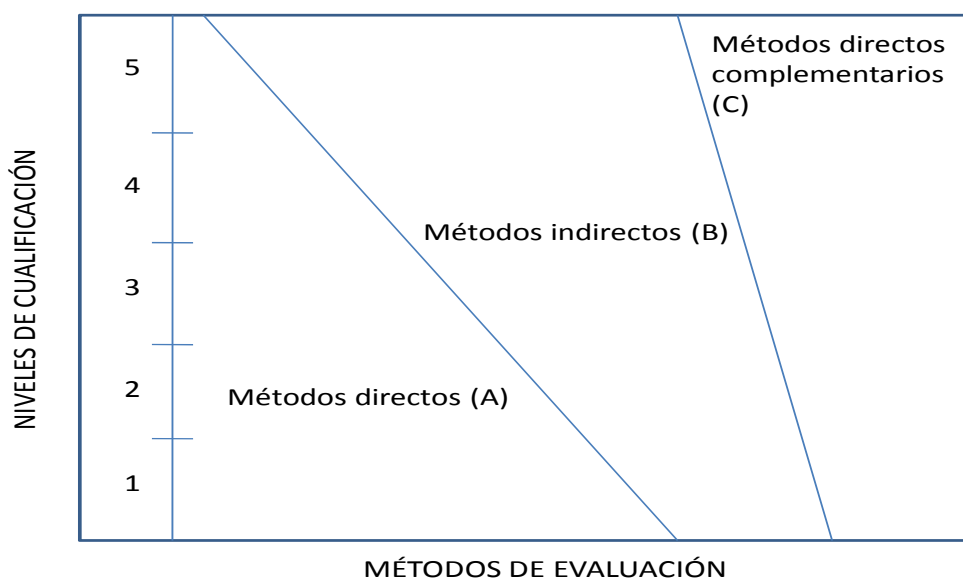 Métodos directos
complementarios
(C)
5
4
Métodos indirectos (B)
3
Métodos directos (A)
2
1
NIVELES DE CUALIFICACIÓN
MÉTODOS DE EVALUACIÓN